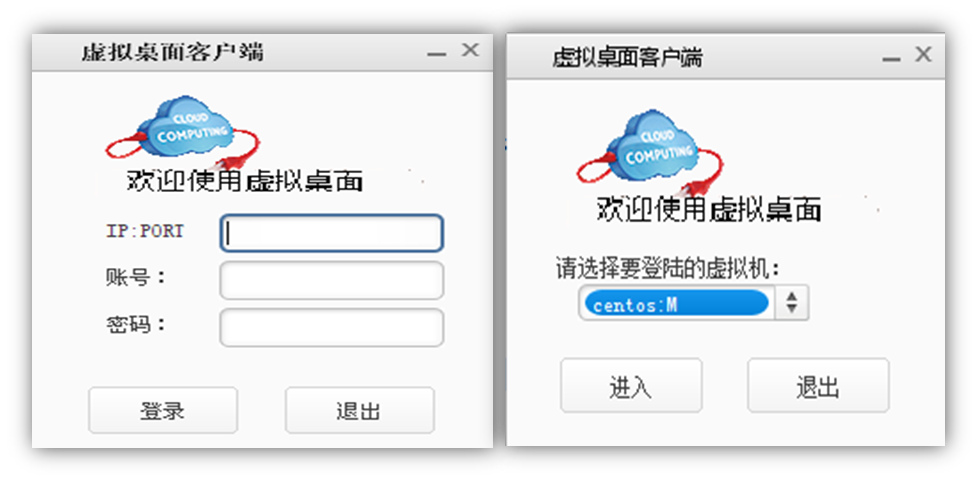 虚拟桌面客户端
CLOUD
COMPUTING
欢迎使用虚拟桌面
IP:PORT
账号：
密码：
登录
退出
虚拟桌面客户端
CLOUD
COMPUTING
欢迎使用虚拟桌面
请选择要登陆的虚拟机：
centos:M
进入
退出